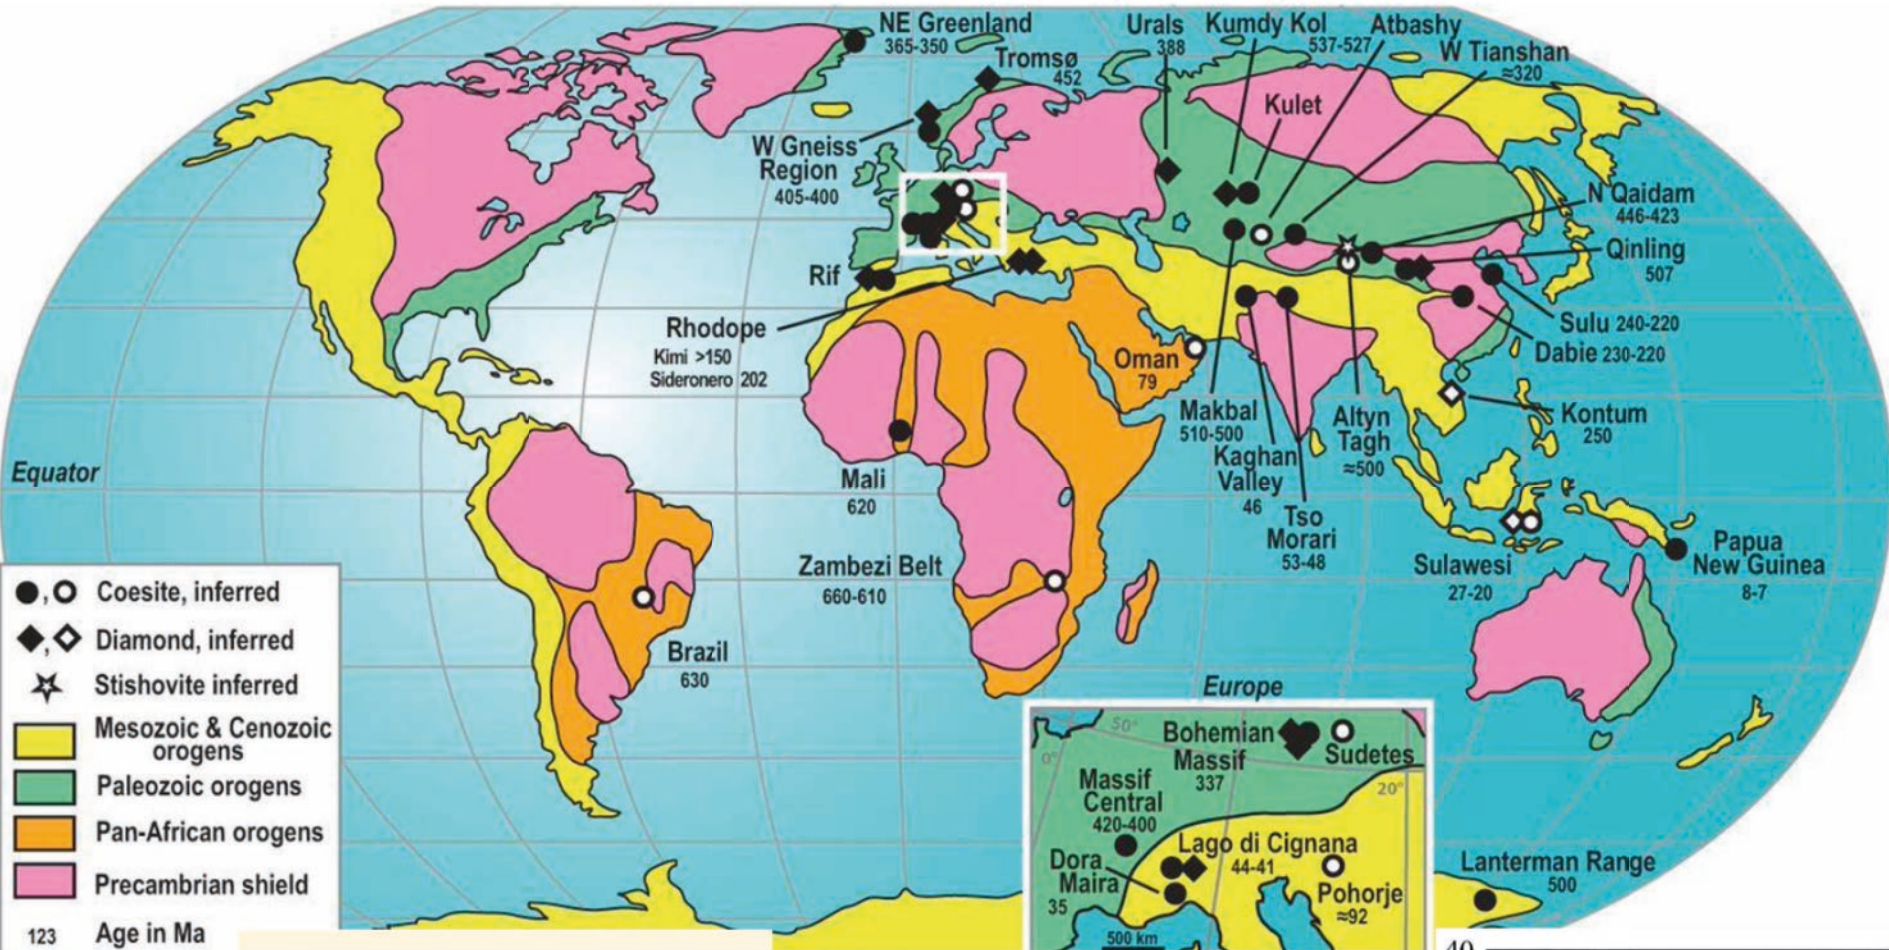 NE Greenland
365-350
Tromsø
452
Urals
388
Kumdy Kol
537-527
Atbashy
W Tianshan
≈320
Kulet
W Gneiss
Region
405-400
N Qaidam
446-423
Qinling
507
Rif
Rhodope
Kimi >150
Sideronero 202
Sulu 240-220
Dabie 230-220
Oman
79
Makbal
510-500
Altyn
Tagh
≈500
Kontum
250
Kaghan
Valley
46
Tso
Morari
53-48
Equator
Mali
620
Zambezi Belt
660-610
Sulawesi
27-20
Papua
New Guinea
8-7
Brazil
630
, Coesite, inferred
, Diamond, inferred
Stishovite inferred
Mesozoic & Cenozoic
orogens
Paleozoic orogens
Pan-African orogens
Precambrian shield
123 Age in Ma
Europe
50°
0°
20°
Bohemian
Massif
337
Sudetes
Massif
Central
420-400
Lago di Cignana
44-41
Dora
Maira
35
Pohorje
≈92
500 km
Lanterman Range
500